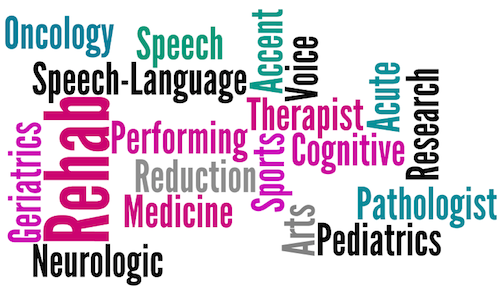 Oncology
Speech
Accent
Voice
Speech-Language
Acute
Research
Therapist
Rehab
Performing
Geriatrics
Sports
Cognitive
Reduction
Medicine
Arts
Pathologist
Pediatrics
Neurologic